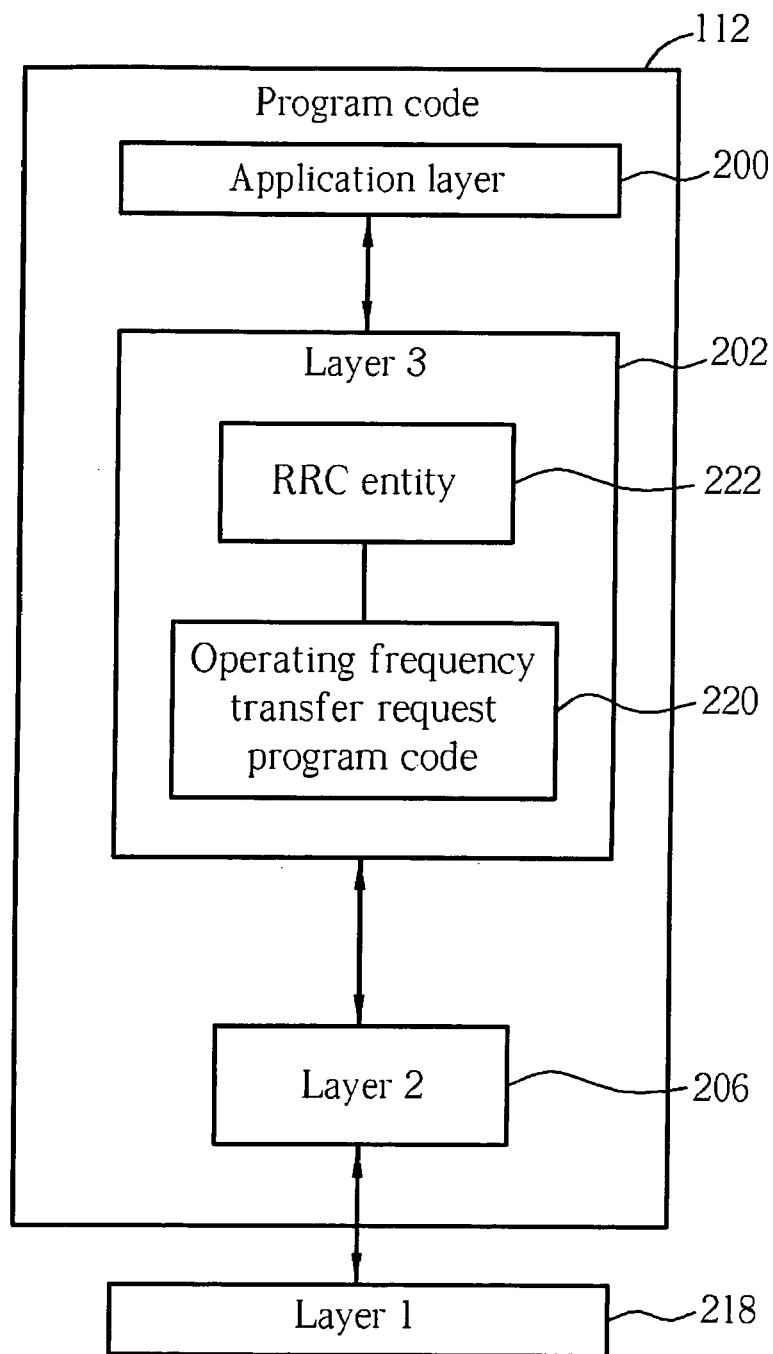 112
Program code
Application layer
200
Layer 3
202
RRC entity
222
Operating frequency
transfer request
program code
220
Layer 2
206
Layer 1
218